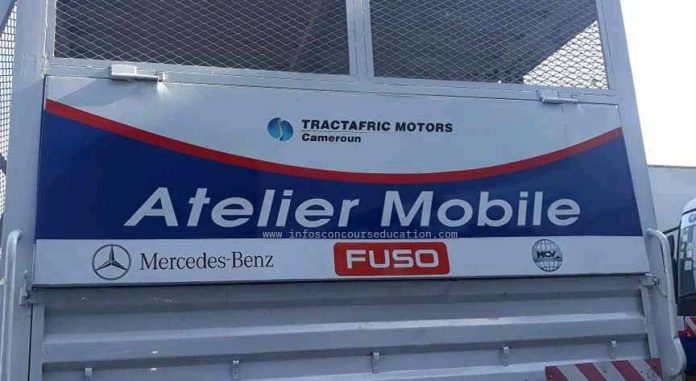 TRACTAFRIC MOTORS
Cameroun
Atelier Mobile
www.infosconcourseducation.com
Mercedes-Benz
FUSO